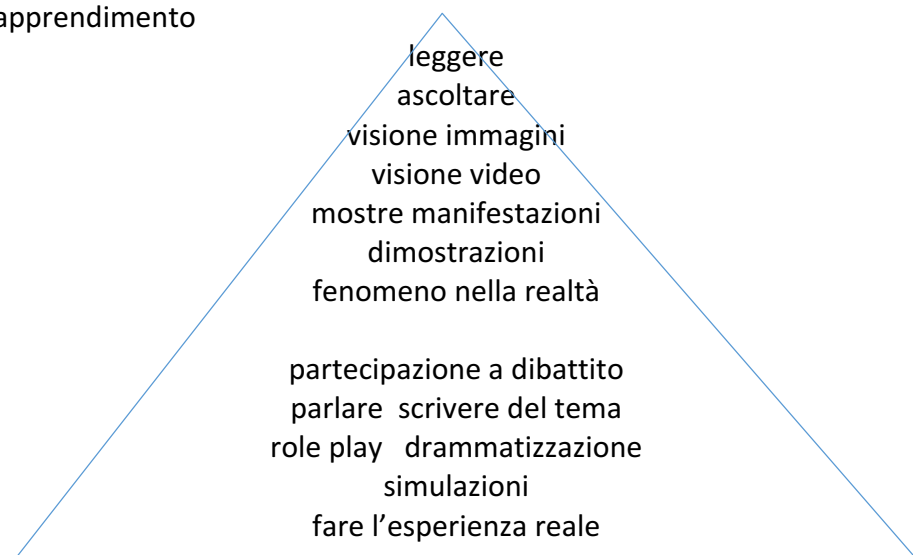 apprendimento
leggere
ascoltare
visione immagini
visione video
mostre manifestazioni
dimostrazioni
fenomeno nella realtà
partecipazione a dibattito
parlare  scrivere del tema
role play   drammatizzazione
simulazioni
fare l’esperienza reale